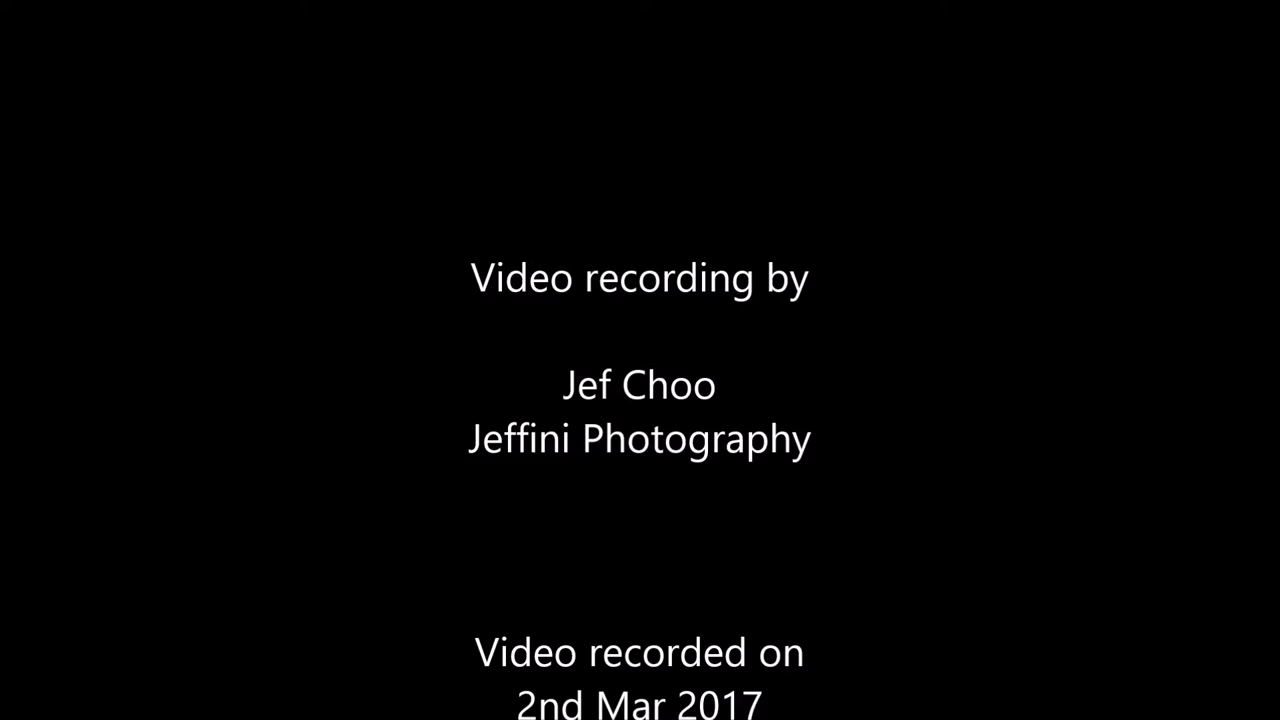 Video recording by
Jef Choo
Jeffini Photography
Video recorded on
2nd Mar 2017